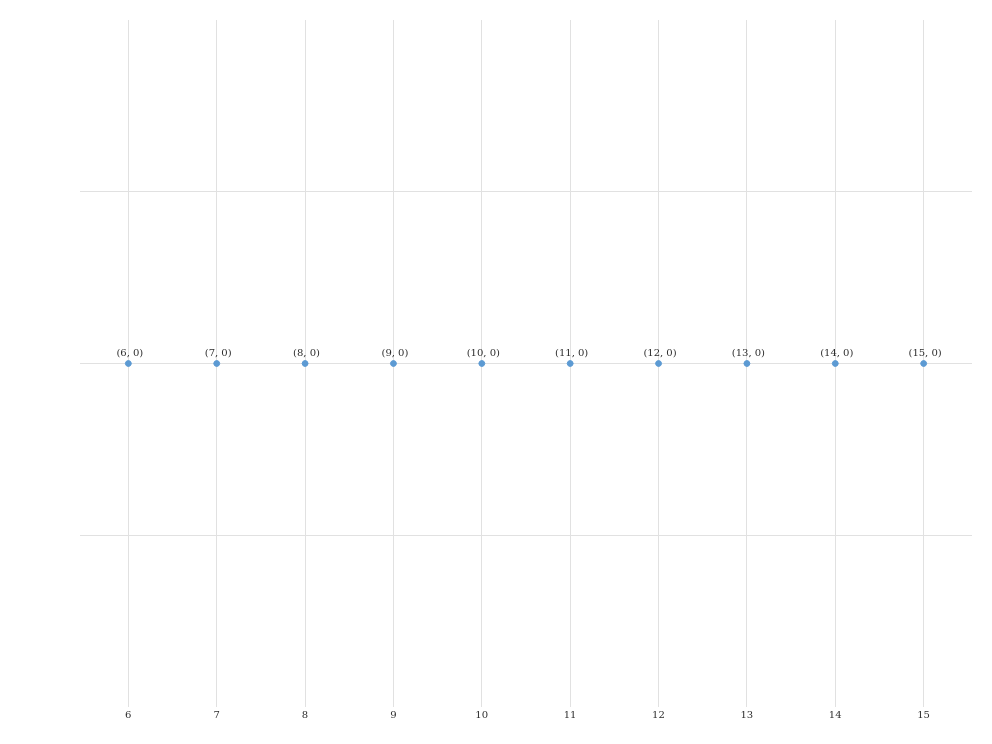 (6, 0) (7, 0) (8, 0) (9, 0) (10, 0) (11, 0) (12, 0) (13, 0) (14, 0) (15, 0)
6 7 8 9 10 11 12 13 14 15